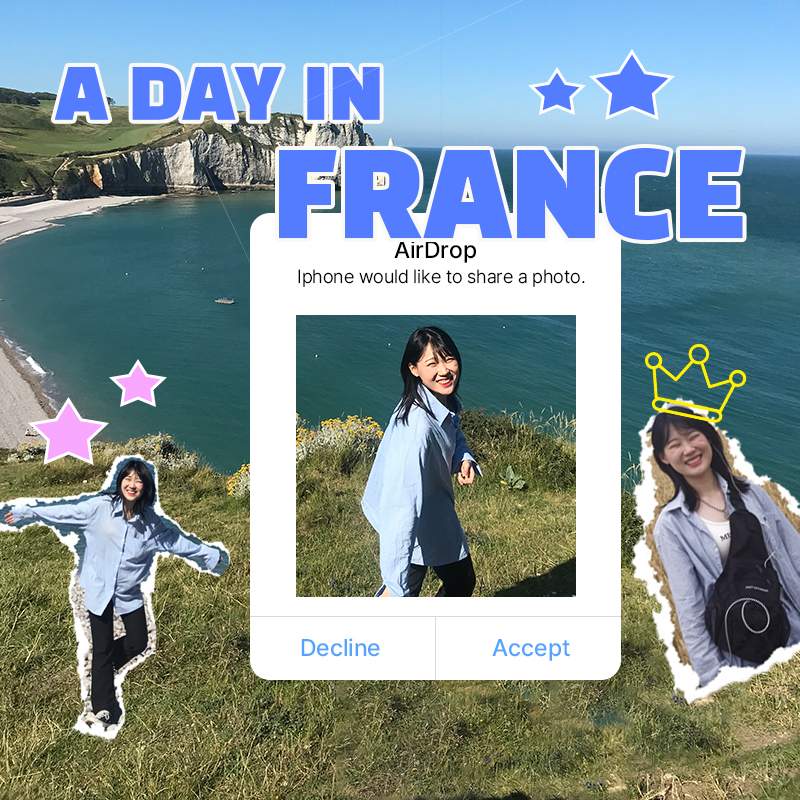 A DAY IN
FRANCE
AirDrop
Iphone would like to share a photo.
Decline
Accept